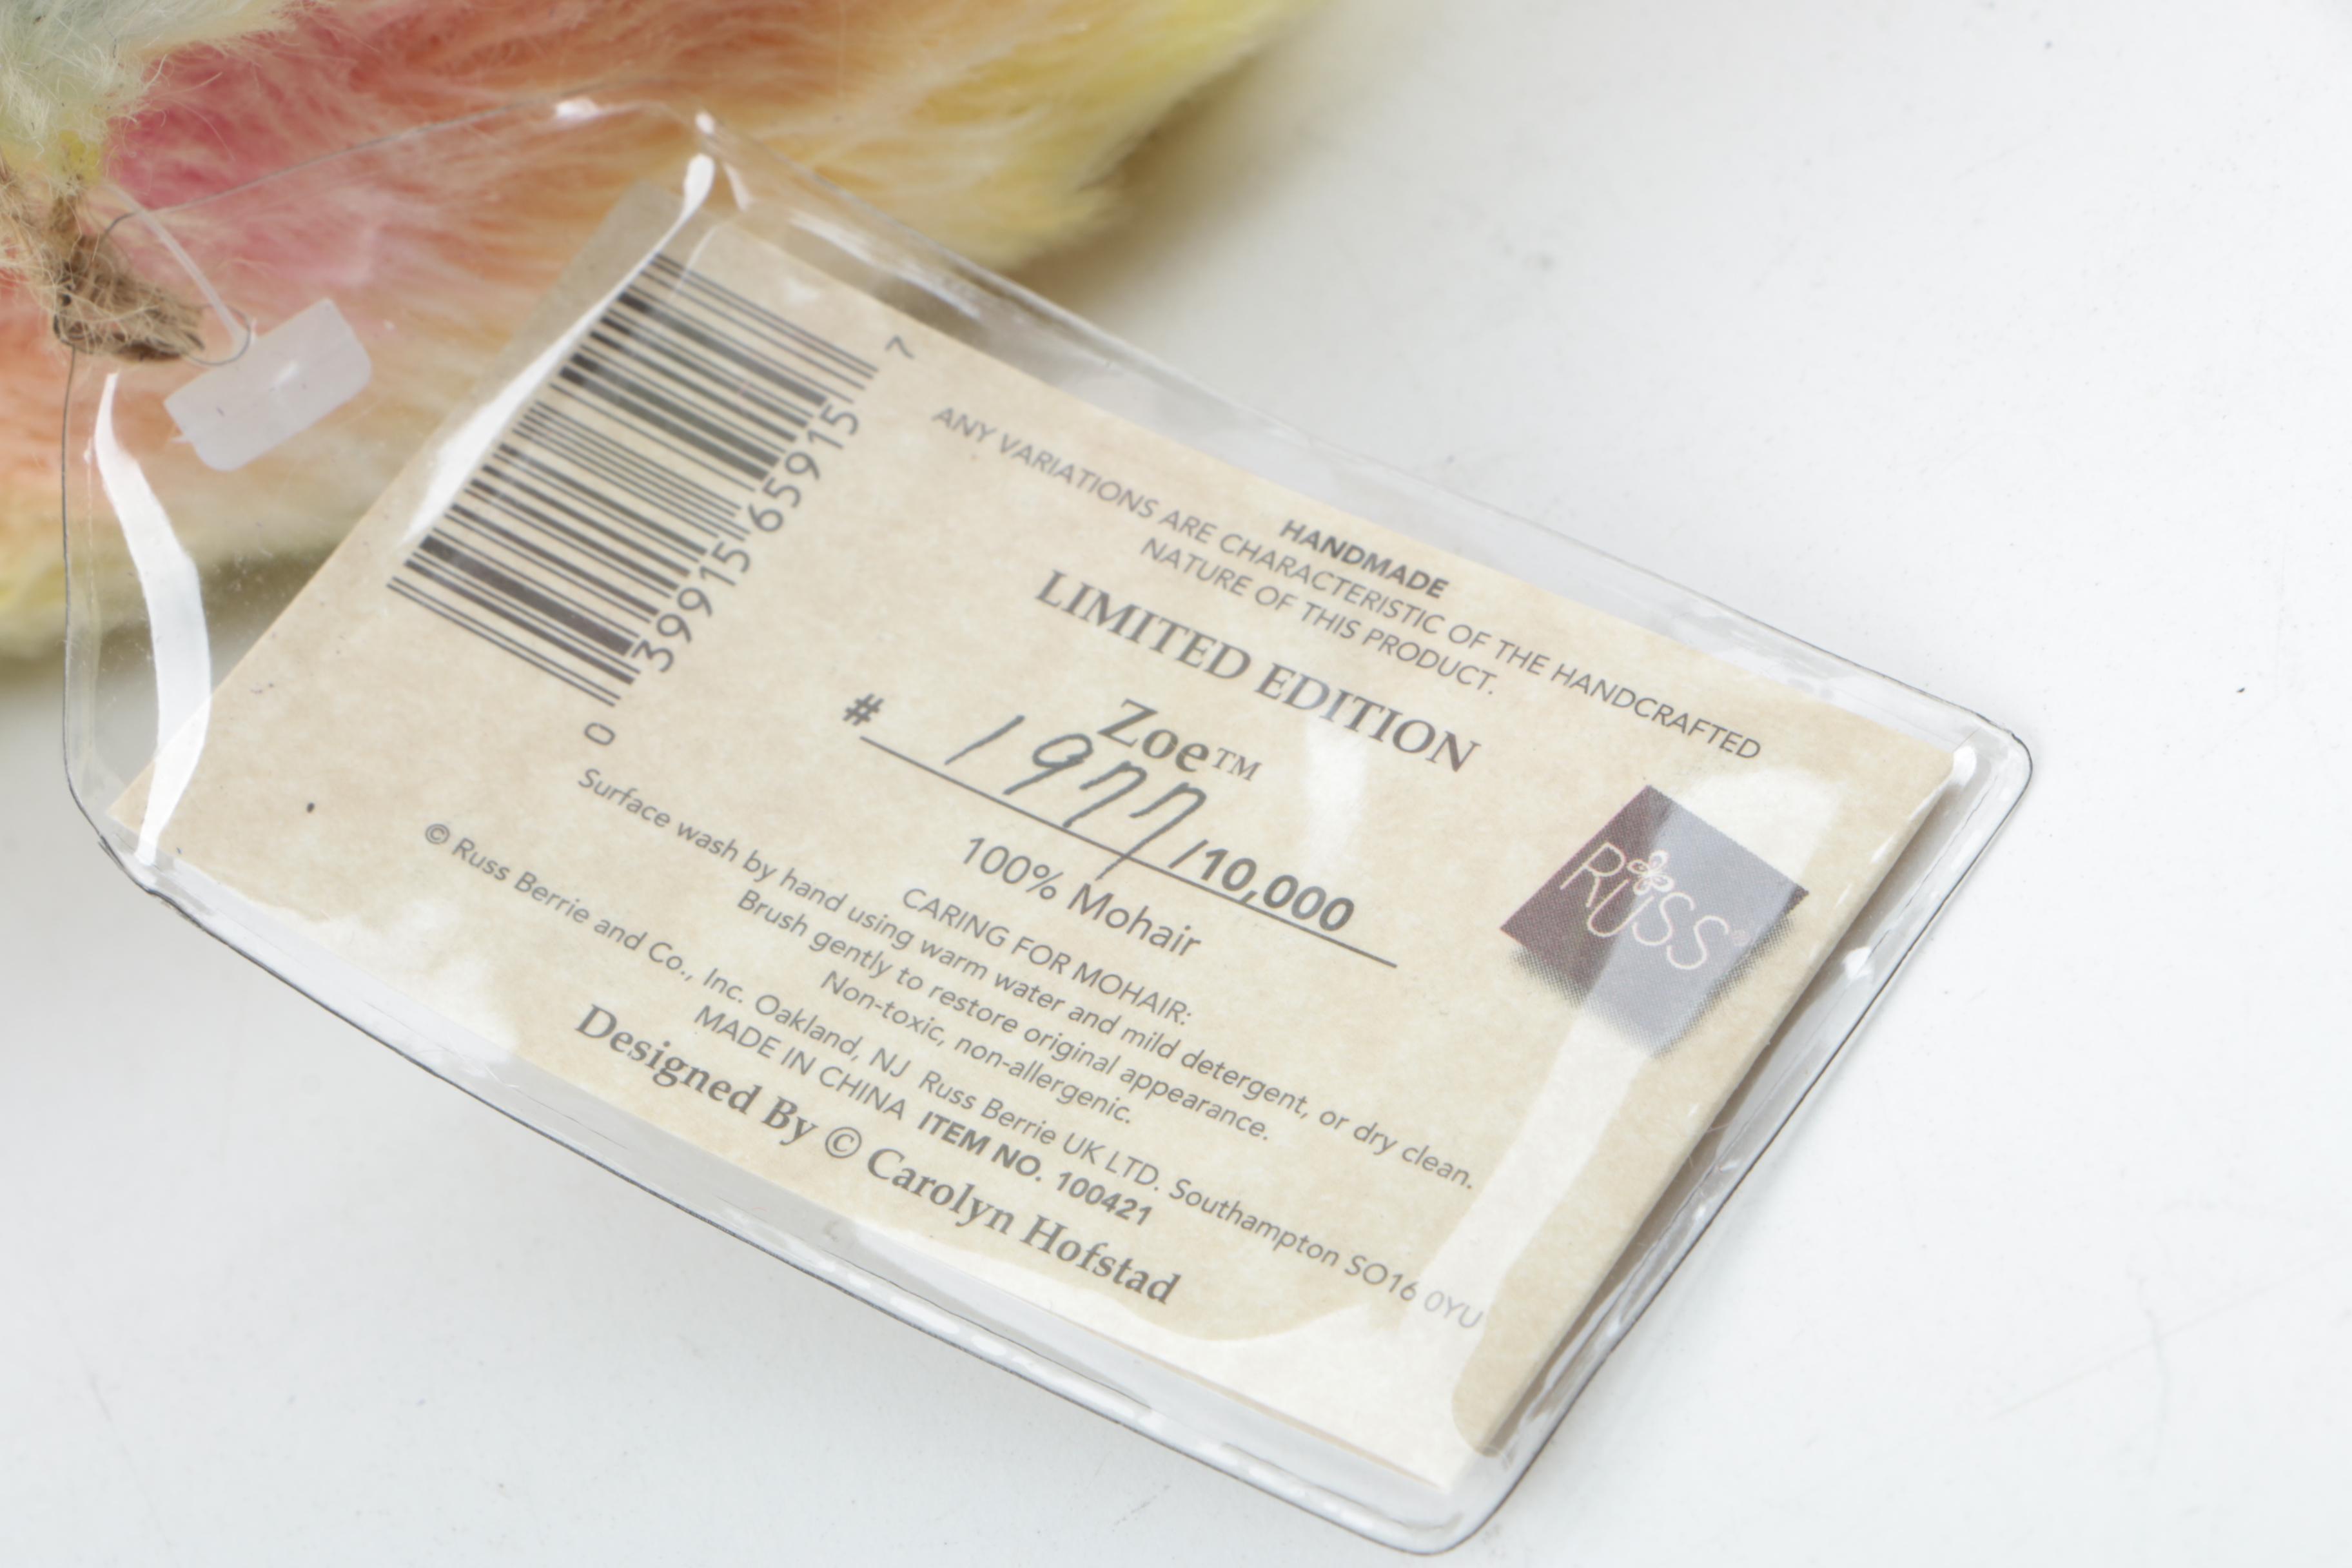 HANDMADE
ANY VARIATIONS ARE CHARACTERISTIC OF THE HANDCRAFTED
NATURE OF THIS PRODUCT.
LIMITED EDITION
Zoe™
# 1977/10,000
100% Mohair
CARING FOR MOHAIR:
Surface wash by hand using warm water and mild detergent, or dry clean.
Brush gently to restore original appearance.
Non-toxic, non-allergenic.
© Russ Berrie and Co., Inc. Oakland, NJ Russ Berrie UK LTD. Southampton SO16 0YU
MADE IN CHINA ITEM NO. 100421
Designed By © Carolyn Hofstad
RUSS®
0 39915 65915 7